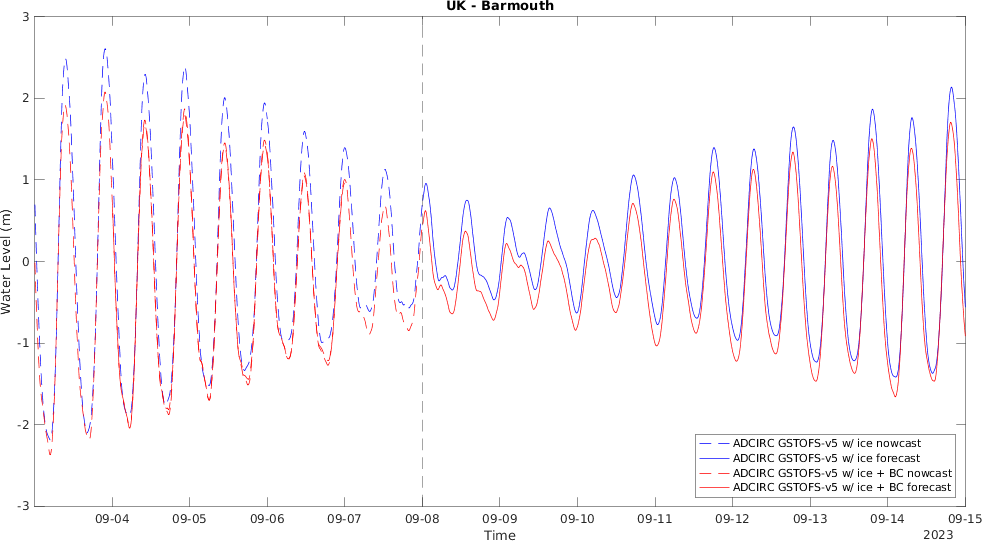 UK - Barmouth
3
2
1
0
-1
-2
-3
Water Level (m)
09-04 09-05 09-06 09-07 09-08 09-09 09-10 09-11 09-12 09-13 09-14 09-15
Time
2023
ADCIRC GSTOFS-v5 w/ ice nowcast
ADCIRC GSTOFS-v5 w/ ice forecast
ADCIRC GSTOFS-v5 w/ ice + BC nowcast
ADCIRC GSTOFS-v5 w/ ice + BC forecast